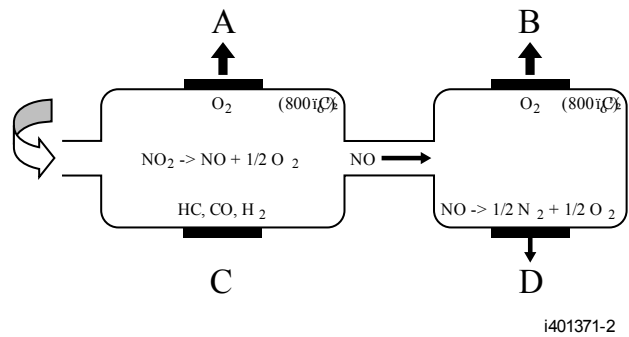 A B
O2 (800 O2 (800
NO2 -> NO + 1/2 O 2 NO
HC, CO, H 2 NO -> 1/2 N 2 + 1/2 O 2
C D
i401371-2